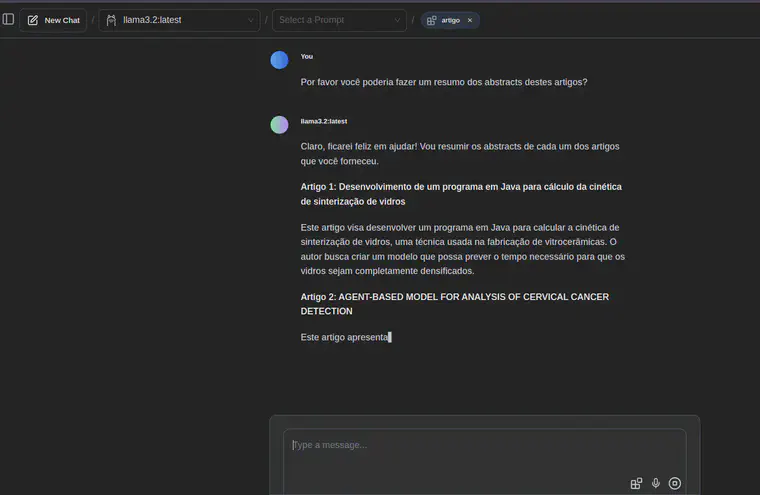 New Chat / llama3.2:latest / Select a Prompt / artigo ×
You
Por favor você poderia fazer um resumo dos abstracts destes artigos?
llama3.2:latest
Claro, ficarei feliz em ajudar! Vou resumir os abstracts de cada um dos artigos
que você forneceu.
Artigo 1: Desenvolvimento de um programa em Java para cálculo da cinética
de sinterização de vidros
Este artigo visa desenvolver um programa em Java para calcular a cinética de
sinterização de vidros, uma técnica usada na fabricação de vitrocerâmicas. O
autor busca criar um modelo que possa prever o tempo necessário para que os
vidros sejam completamente densificados.
Artigo 2: AGENT-BASED MODEL FOR ANALYSIS OF CERVICAL CANCER
DETECTION
Este artigo apresenta
Type a message...